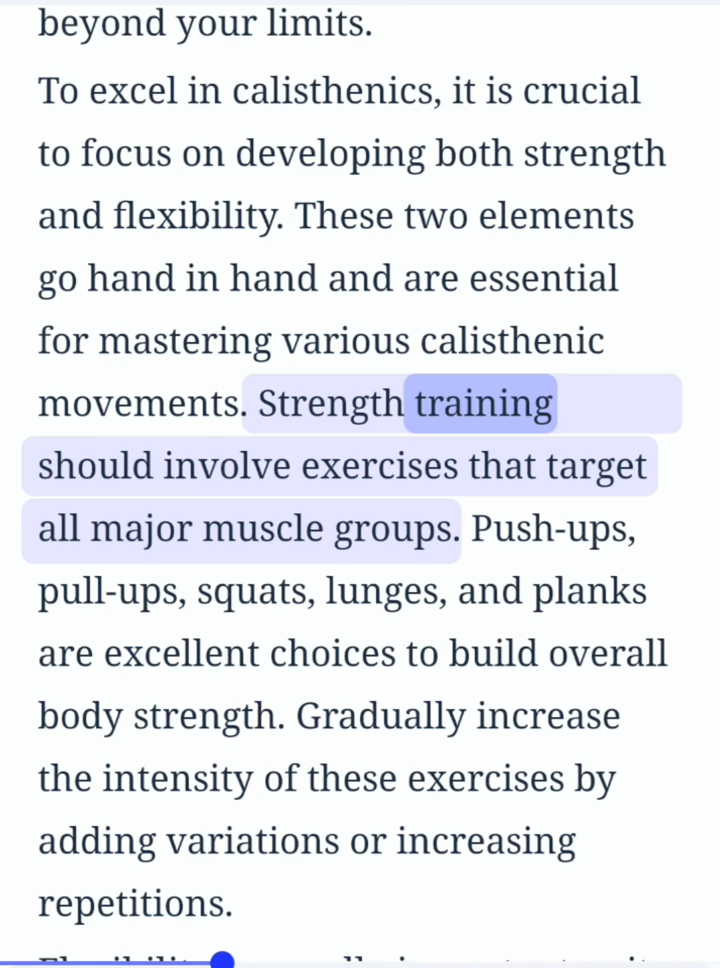 beyond your limits.
To excel in calisthenics, it is crucial
to focus on developing both strength
and flexibility. These two elements
go hand in hand and are essential
for mastering various calisthenic
movements. Strength training
should involve exercises that target
all major muscle groups. Push-ups,
pull-ups, squats, lunges, and planks
are excellent choices to build overall
body strength. Gradually increase
the intensity of these exercises by
adding variations or increasing
repetitions.